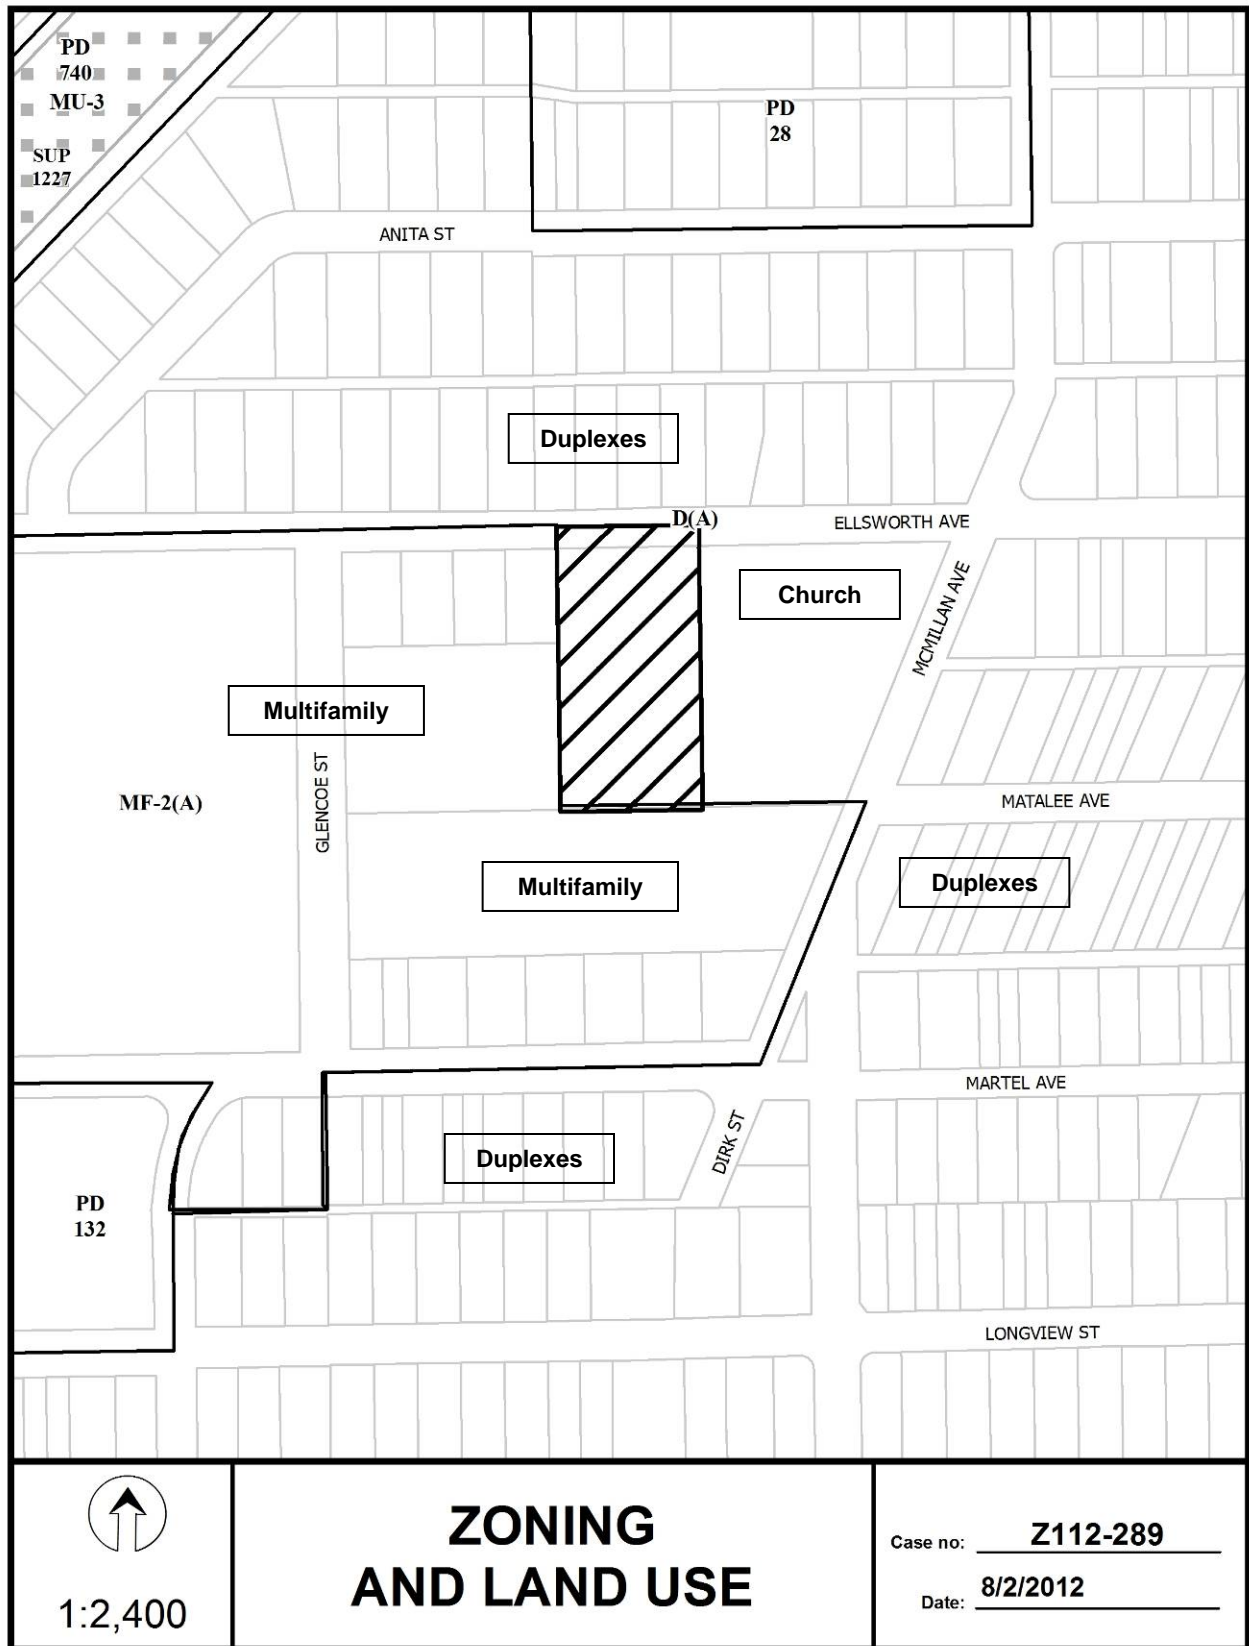 PD
740
MU-3
SUP
1227
PD
28
ANITA ST
Duplexes
D(A)
ELLSWORTH AVE
Church
MCMILLAN AVE
Multifamily
GLENCOE ST
MF-2(A)
MATALEE AVE
Multifamily
Duplexes
MARTEL AVE
DIRK ST
Duplexes
PD
132
LONGVIEW ST
1:2,400
ZONING
AND LAND USE
Case no: Z112-289
Date: 8/2/2012